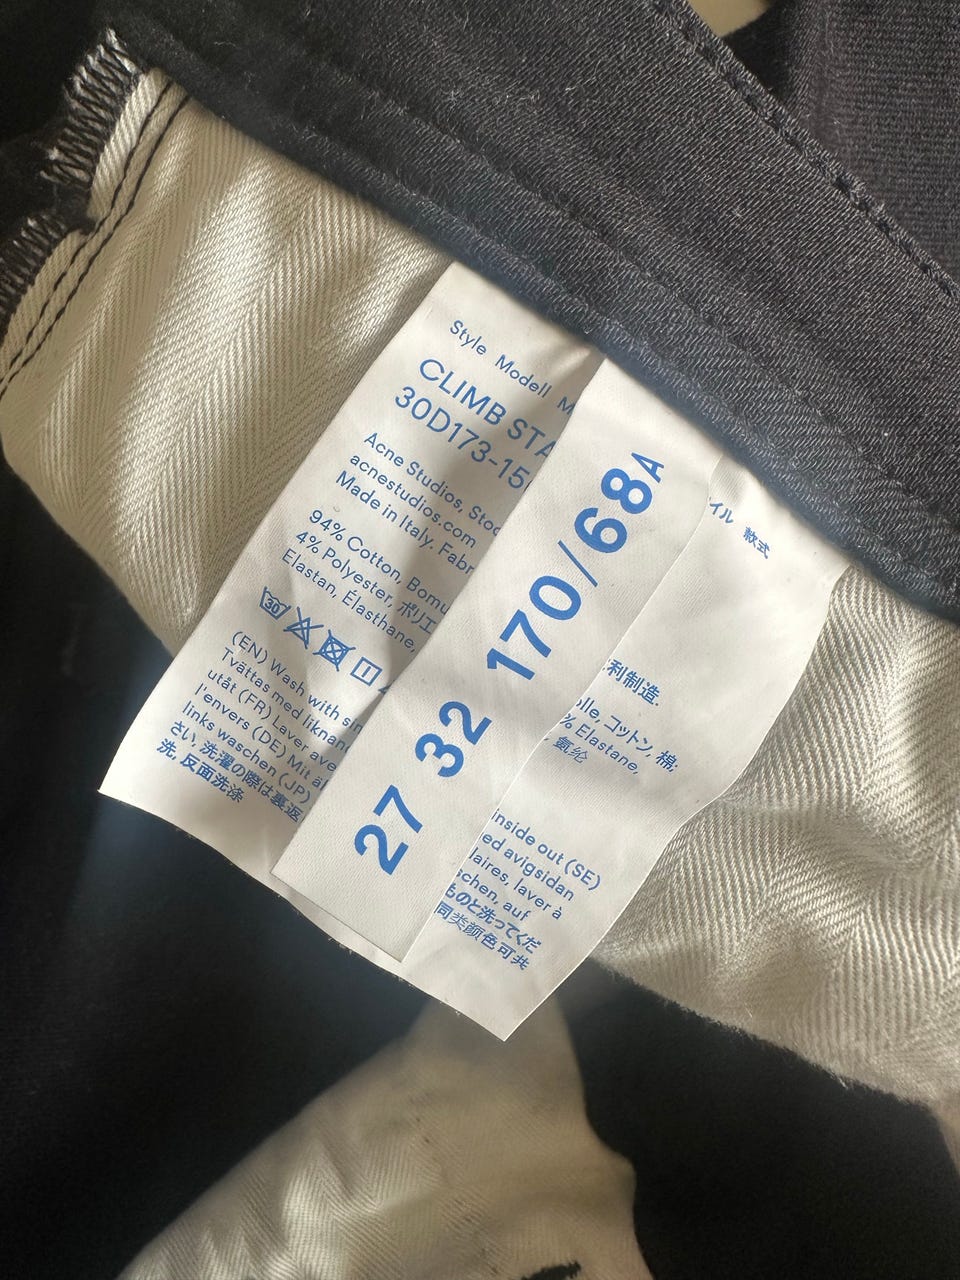 Style Modell
CLIMB STA
30D173-15
Acne Studios, Stoc
acnestudios.com
Made in Italy. Fabr
94% Cotton, Bomu
4% Polyester, ポリエ
Elastan, Élasthane,
30
(EN) Wash with sim
Tvättas med liknan
utåt (FR) Laver ave
l'envers (DE) Mit äh
links waschen (JP)
さい, 洗濯の際は裏返
洗, 反面洗涤
27 32 170/68A
イル 款式
利制造.
olle, コットン, 棉;
% Elastane,
氨纶
inside out (SE)
ed avigsidan
laires, laver à
schen, auf
ものと洗ってくだ
同类颜色可共